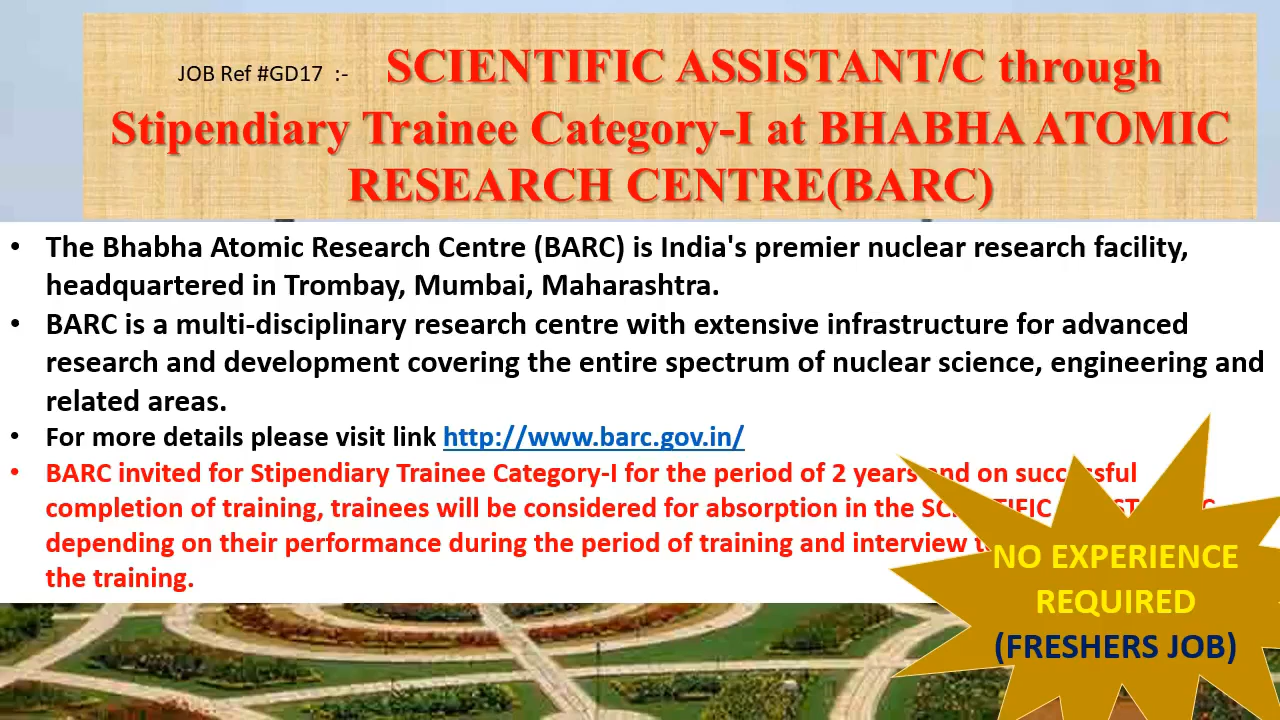 JOB Ref #GD17 :- SCIENTIFIC ASSISTANT/C through
Stipendiary Trainee Category-I at BHABHA ATOMIC
RESEARCH CENTRE(BARC)
• The Bhabha Atomic Research Centre (BARC) is India's premier nuclear research facility,
headquartered in Trombay, Mumbai, Maharashtra.
• BARC is a multi-disciplinary research centre with extensive infrastructure for advanced
research and development covering the entire spectrum of nuclear science, engineering and
related areas.
• For more details please visit link http://www.barc.gov.in/
• BARC invited for Stipendiary Trainee Category-I for the period of 2 years and on successful
completion of training, trainees will be considered for absorption in the
depending on their performance during the period of training and interview
the training.
NO EXPERIENCE
REQUIRED
(FRESHERS JOB)